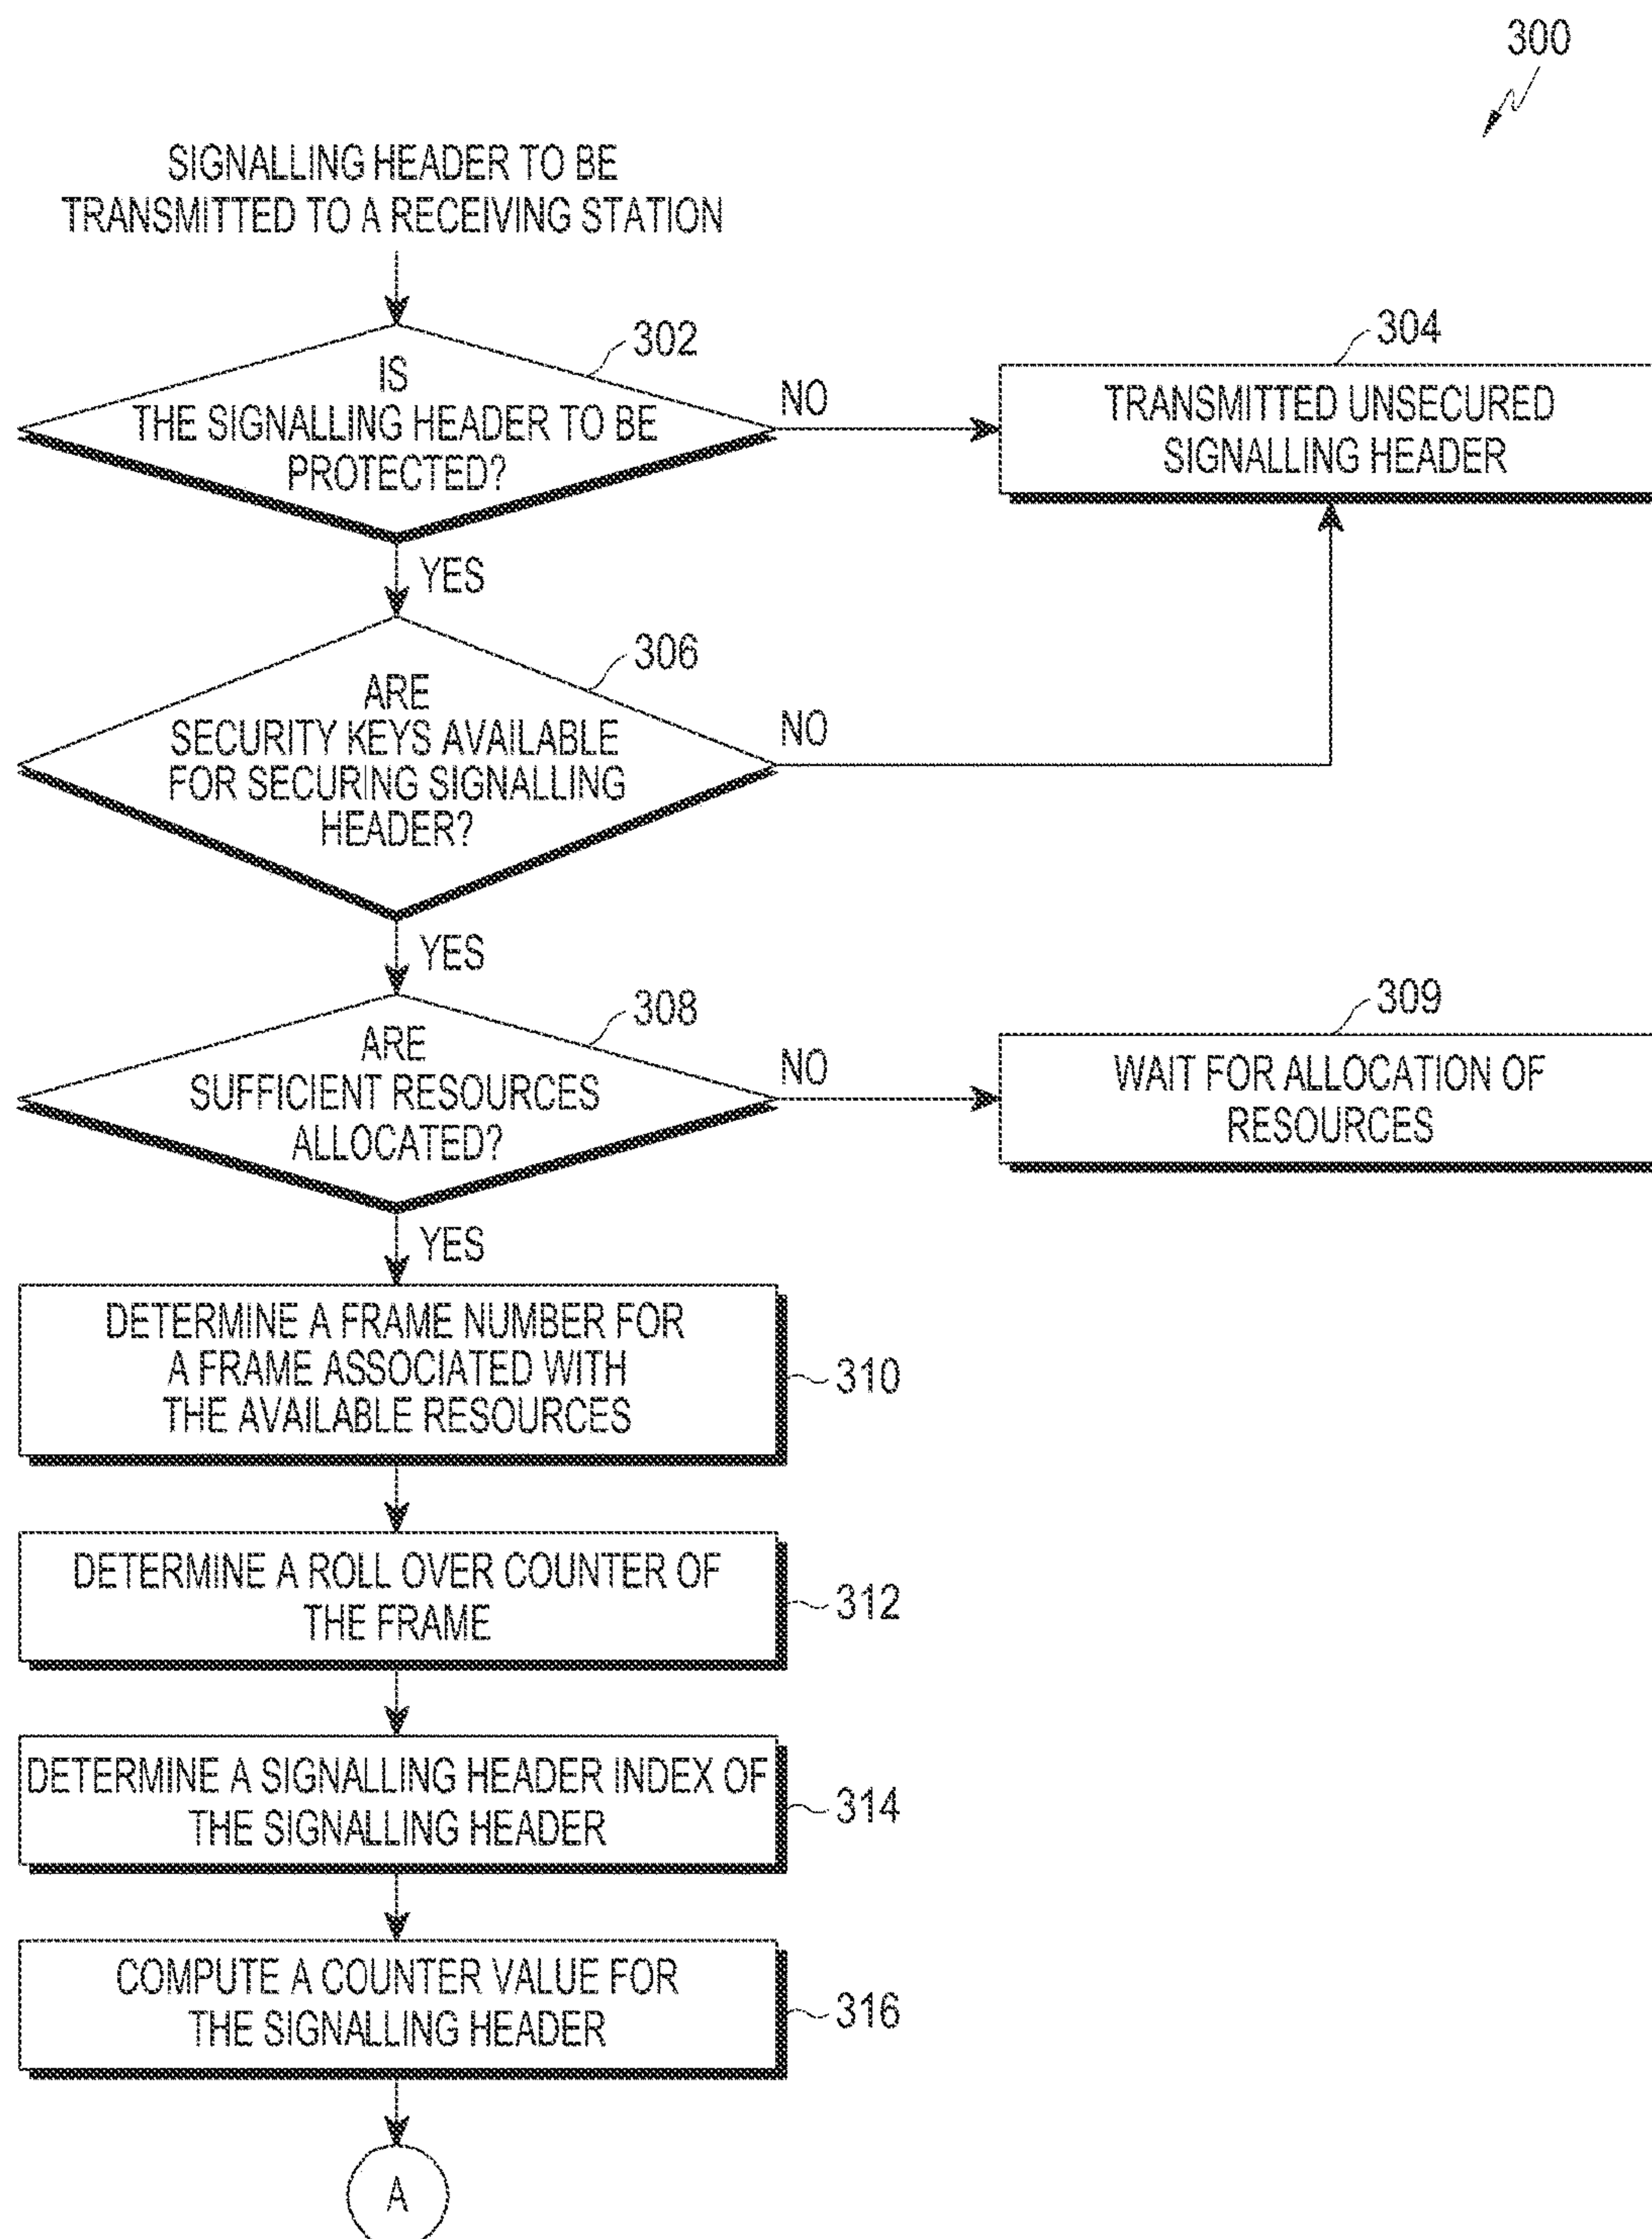 300
SIGNALLING HEADER TO BE
TRANSMITTED TO A RECEIVING STATION
302
IS
THE SIGNALLING HEADER TO BE
PROTECTED?
NO
304
TRANSMITTED UNSECURED
SIGNALLING HEADER
YES
306
ARE
SECURITY KEYS AVAILABLE
FOR SECURING SIGNALLING
HEADER?
NO
YES
308
ARE
SUFFICIENT RESOURCES
ALLOCATED?
NO
309
WAIT FOR ALLOCATION OF
RESOURCES
YES
DETERMINE A FRAME NUMBER FOR
A FRAME ASSOCIATED WITH
THE AVAILABLE RESOURCES
310
DETERMINE A ROLL OVER COUNTER OF
THE FRAME
312
DETERMINE A SIGNALLING HEADER INDEX OF
THE SIGNALLING HEADER
314
COMPUTE A COUNTER VALUE FOR
THE SIGNALLING HEADER
316
A